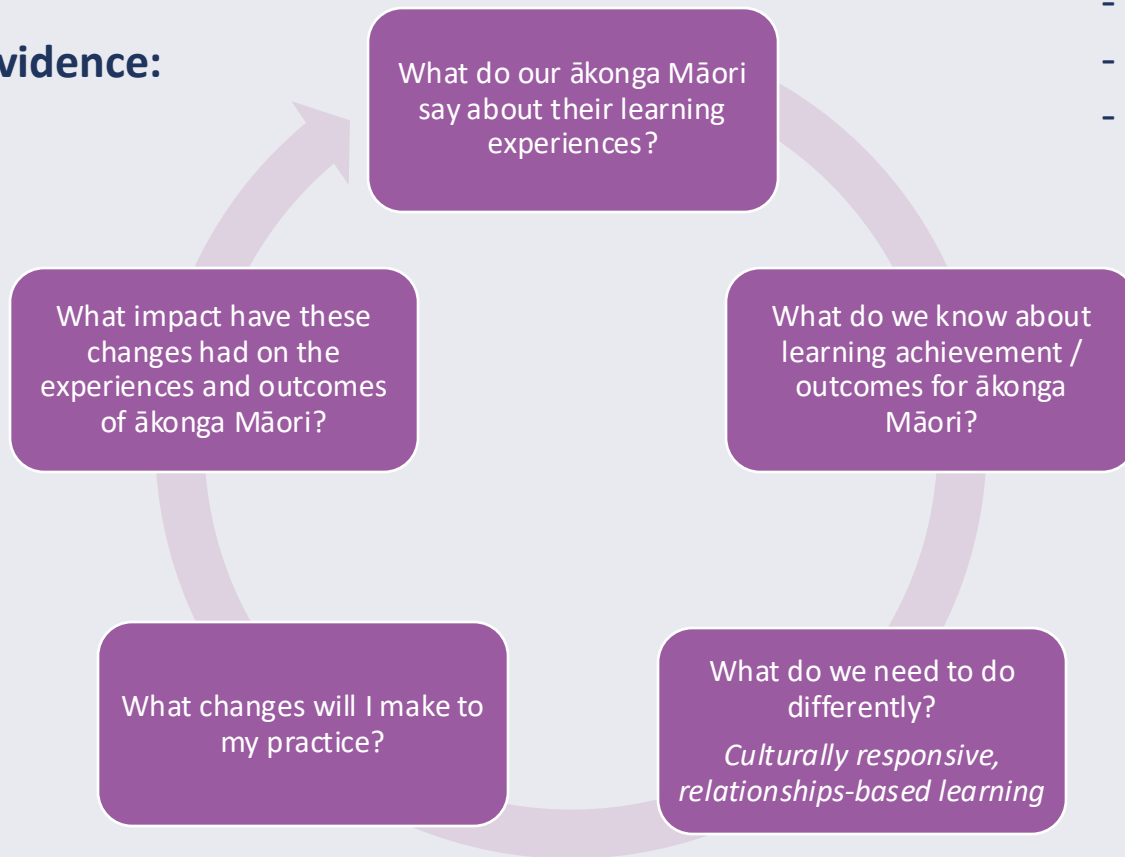 vidence:
What do our ākonga Māori
say about their learning
experiences?
-
-
-
What do we know about
learning achievement /
outcomes for ākonga
Māori?
What do we need to do
differently?
Culturally responsive,
relationships-based learning
What changes will I make to
my practice?
What impact have these
changes had on the
experiences and outcomes
of ākonga Māori?